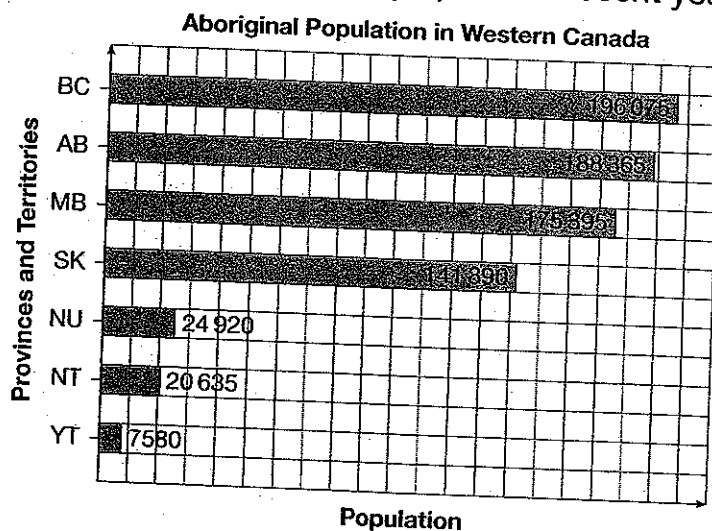 Aboriginal Population in Western Canada
Provinces and Territories
BC 196 075
AB 188 365
MB 175 395
SK 141 890
NU 24 920
NT 20 635
YT 7580
Population